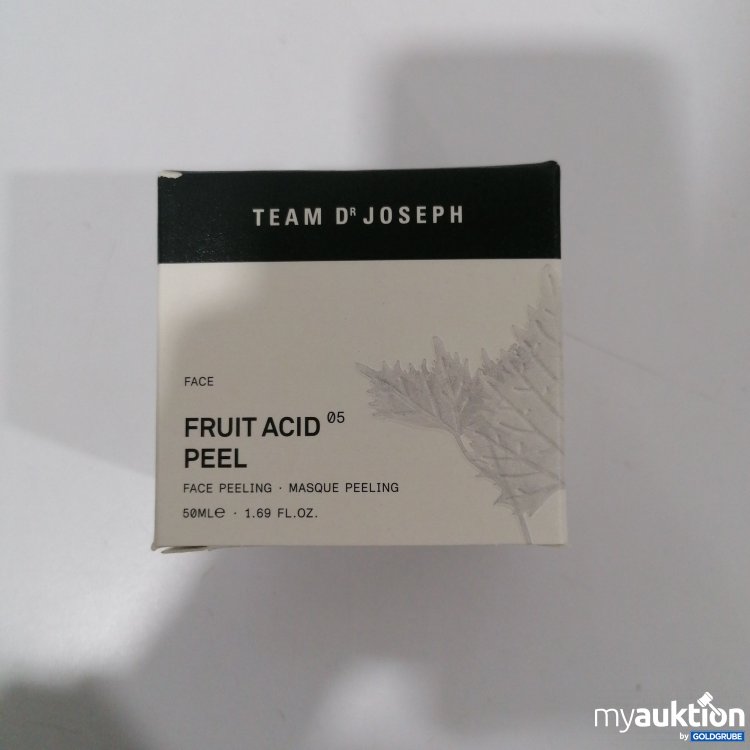 TEAM Dᴿ JOSEPH
FACE
FRUIT ACID 05
PEEL
FACE PEELING · MASQUE PEELING
50ML℮ · 1.69 FL.OZ.
myauktion
by GOLDGRUBE